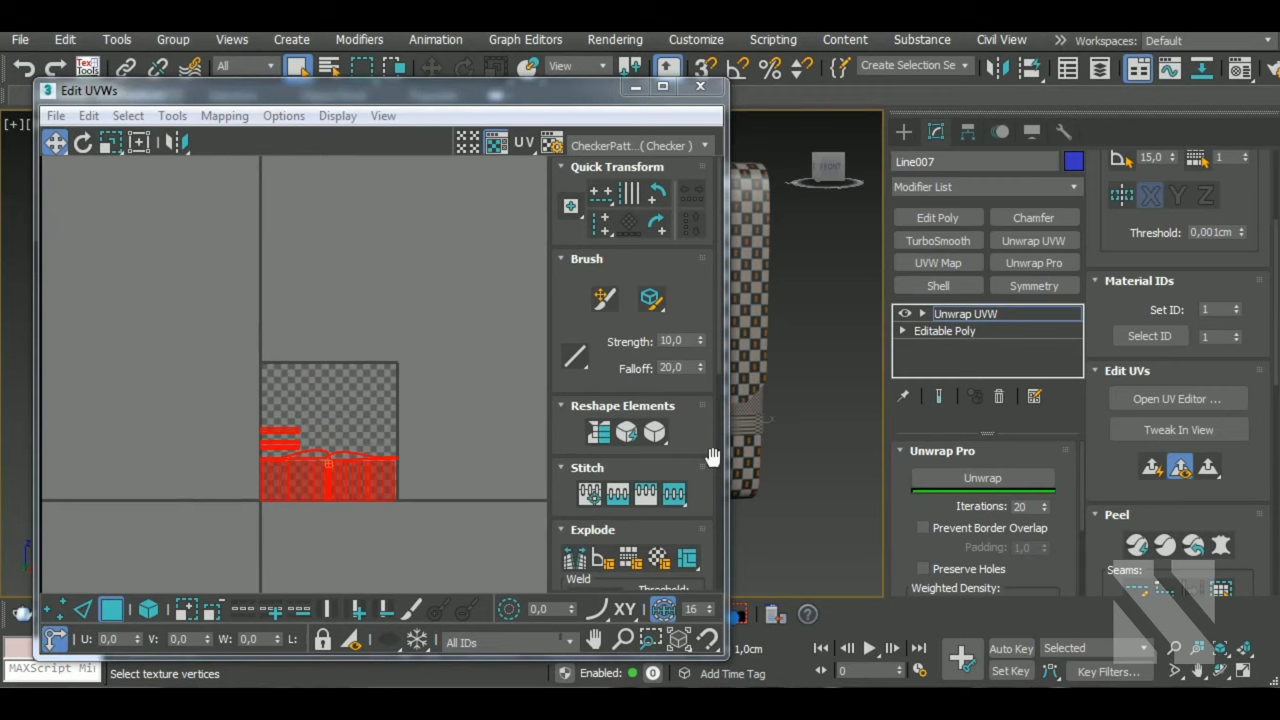 File Edit Tools Group Views Create Modifiers Animation Graph Editors Rendering Customize Scripting Content Substance Civil View Workspaces: Default
Tex Tools All View Create Selection Se
3 Edit UVWs
[+]
File Edit Select Tools Mapping Options Display View
UV CheckerPatt...( Checker )
Quick Transform
Brush
Strength: 10,0
Falloff: 20,0
Reshape Elements
Stitch
Explode
Weld
XY 16
0,0
U: 0,0 V: 0,0 W: 0,0 L: All IDs
FRONT
Line007
Modifier List
Edit Poly Chamfer
TurboSmooth Unwrap UVW
UVW Map Unwrap Pro
Shell Symmetry
Unwrap UVW
Editable Poly
Unwrap Pro
Unwrap
Iterations: 20
Prevent Border Overlap
Padding: 1,0
Preserve Holes
Weighted Density:
15,0 1
X Y Z
Threshold: 0,001cm
Material IDs
Set ID: 1
Select ID 1
Edit UVs
Open UV Editor ...
Tweak In View
Peel
Seams:
MAXScript Mi
Select texture vertices
Enabled: 0 Add Time Tag
1,0cm
0
Auto Key Selected
Set Key Key Filters...